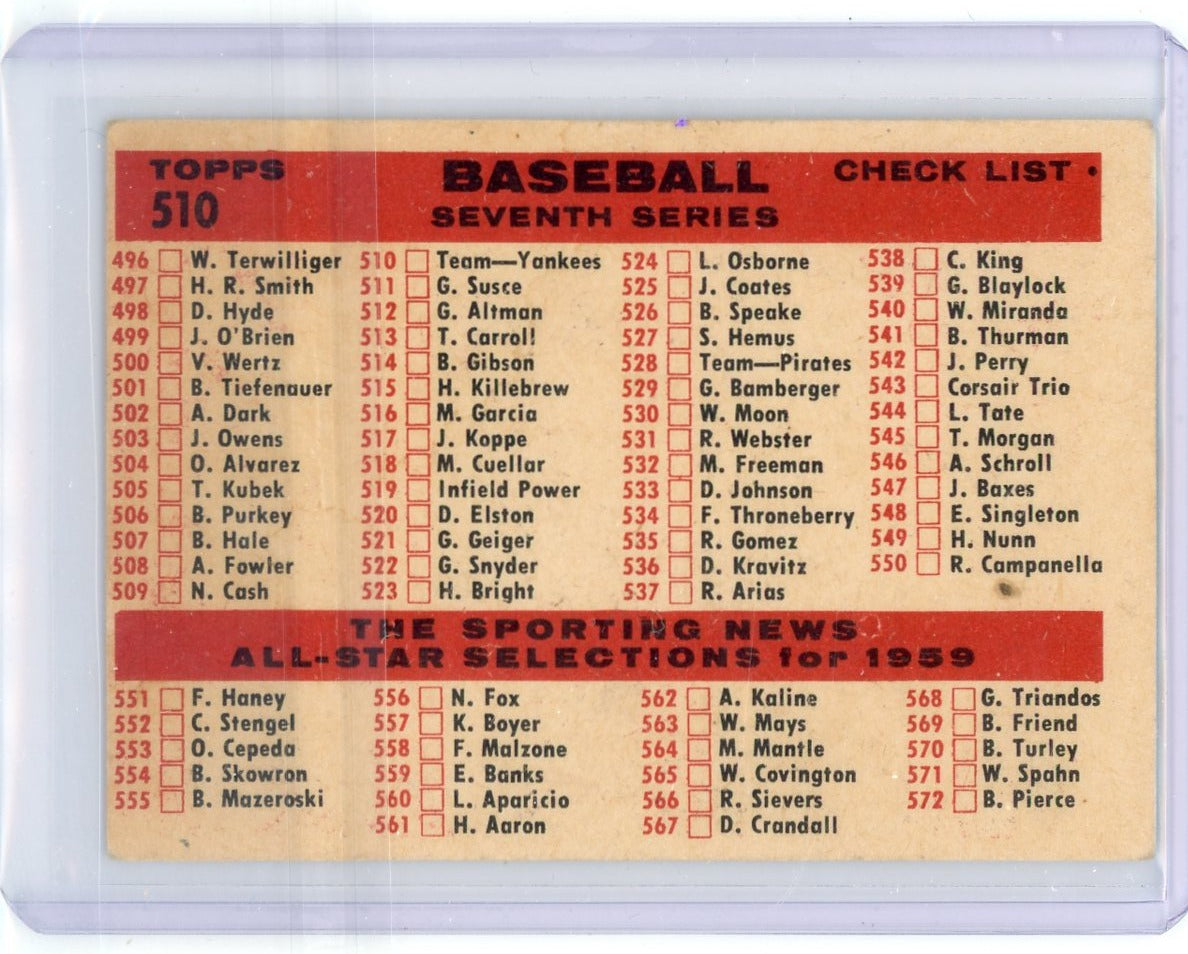 TOPPS BASEBALL CHECK LIST •
510 SEVENTH SERIES
496 W. Terwilliger
497 H. R. Smith
498 D. Hyde
499 J. O'Brien
500 V. Wertz
501 B. Tiefenauer
502 A. Dark
503 J. Owens
504 O. Alvarez
505 T. Kubek
506 B. Purkey
507 B. Hale
508 A. Fowler
509 N. Cash
510 Team—Yankees
511 G. Susce
512 G. Altman
513 T. Carroll
514 B. Gibson
515 H. Killebrew
516 M. Garcia
517 J. Koppe
518 M. Cuellar
519 Infield Power
520 D. Elston
521 G. Geiger
522 G. Snyder
523 H. Bright
524 L. Osborne
525 J. Coates
526 B. Speake
527 S. Hemus
528 Team—Pirates
529 G. Bamberger
530 W. Moon
531 R. Webster
532 M. Freeman
533 D. Johnson
534 F. Throneberry
535 R. Gomez
536 D. Kravitz
537 R. Arias
538 C. King
539 G. Blaylock
540 W. Miranda
541 B. Thurman
542 J. Perry
543 Corsair Trio
544 L. Tate
545 T. Morgan
546 A. Schroll
547 J. Baxes
548 E. Singleton
549 H. Nunn
550 R. Campanella
THE SPORTING NEWS
ALL-STAR SELECTIONS for 1959
551 F. Haney
552 C. Stengel
553 O. Cepeda
554 B. Skowron
555 B. Mazeroski
556 N. Fox
557 K. Boyer
558 F. Malzone
559 E. Banks
560 L. Aparicio
561 H. Aaron
562 A. Kaline
563 W. Mays
564 M. Mantle
565 W. Covington
566 R. Sievers
567 D. Crandall
568 G. Triandos
569 B. Friend
570 B. Turley
571 W. Spahn
572 B. Pierce